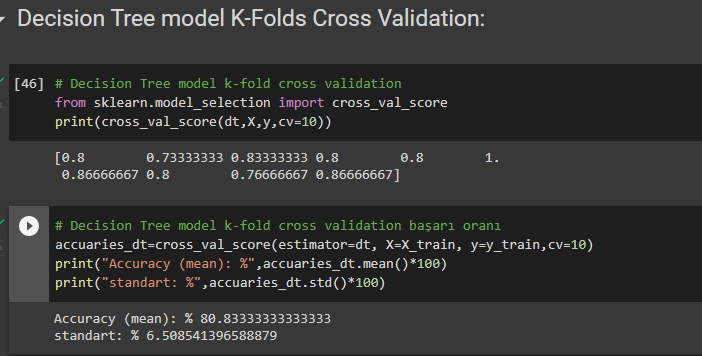 Decision Tree model K-Folds Cross Validation:
[46] # Decision Tree model k-fold cross validation
from sklearn.model_selection import cross_val_score
print(cross_val_score(dt,X,y,cv=10))
[0.8        0.73333333 0.83333333 0.8        0.8        1.
 0.86666667 0.8        0.76666667 0.86666667]
# Decision Tree model k-fold cross validation başarı oranı
accuaries_dt=cross_val_score(estimator=dt, X=X_train, y=y_train,cv=10)
print("Accuracy (mean): %",accuaries_dt.mean()*100)
print("standart: %",accuaries_dt.std()*100)
Accuracy (mean): % 80.83333333333333
standart: % 6.508541396588879